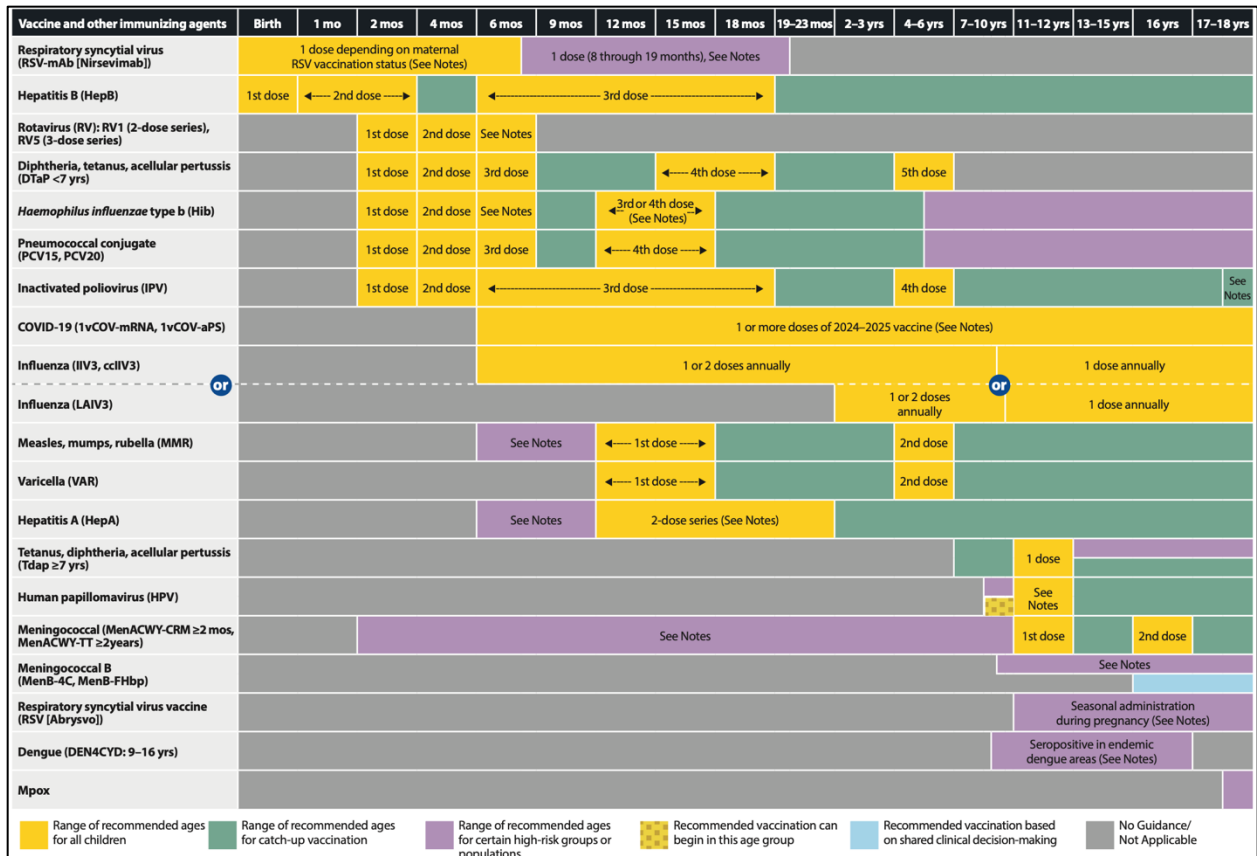 Vaccine and other immunizing agents Birth 1 mo 2 mos 4 mos 6 mos 9 mos 12 mos 15 mos 18 mos 19–23 mos 2–3 yrs 4–6 yrs 7–10 yrs 11–12 yrs 13–15 yrs 16 yrs 17–18 yrs
Respiratory syncytial virus
(RSV-mAb [Nirsevimab])
1 dose depending on maternal
RSV vaccination status (See Notes)
1 dose (8 through 19 months), See Notes
Hepatitis B (HepB) 1st dose 2nd dose 3rd dose
Rotavirus (RV): RV1 (2-dose series),
RV5 (3-dose series)
1st dose 2nd dose See Notes
Diphtheria, tetanus, acellular pertussis
(DTaP <7 yrs)
1st dose 2nd dose 3rd dose 4th dose 5th dose
Haemophilus influenzae type b (Hib)
1st dose 2nd dose See Notes
3rd or 4th dose
(See Notes)
Pneumococcal conjugate
(PCV15, PCV20)
1st dose 2nd dose 3rd dose 4th dose
Inactivated poliovirus (IPV) 1st dose 2nd dose 3rd dose 4th dose
See
Notes
COVID-19 (1vCOV-mRNA, 1vCOV-aPS) 1 or more doses of 2024–2025 vaccine (See Notes)
Influenza (IIV3, ccIIV3) 1 or 2 doses annually 1 dose annually
or or
Influenza (LAIV3)
1 or 2 doses
annually
1 dose annually
Measles, mumps, rubella (MMR) See Notes 1st dose 2nd dose
Varicella (VAR) 1st dose 2nd dose
Hepatitis A (HepA) See Notes 2-dose series (See Notes)
Tetanus, diphtheria, acellular pertussis
(Tdap ≥7 yrs)
1 dose
Human papillomavirus (HPV)
See
Notes
Meningococcal (MenACWY-CRM ≥2 mos,
MenACWY-TT ≥2years)
See Notes 1st dose 2nd dose
Meningococcal B
(MenB-4C, MenB-FHbp)
See Notes
Respiratory syncytial virus vaccine
(RSV [Abrysvo])
Seasonal administration
during pregnancy (See Notes)
Dengue (DEN4CYD: 9–16 yrs)
Seropositive in endemic
dengue areas (See Notes)
Mpox
Range of recommended ages
for all children
Range of recommended ages
for catch-up vaccination
Range of recommended ages
for certain high-risk groups or
populations
Recommended vaccination can
begin in this age group
Recommended vaccination based
on shared clinical decision-making
No Guidance/
Not Applicable